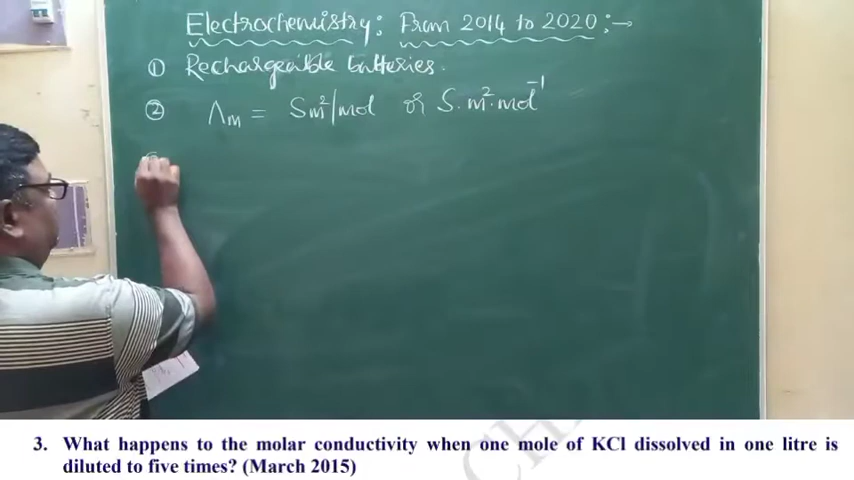 Electrochemistry: From 2014 to 2020 :→
① Rechargeable batteries.
② Λm = Sm²/mol or S.m².mol⁻¹
3. What happens to the molar conductivity when one mole of KCl dissolved in one litre is
diluted to five times? (March 2015)